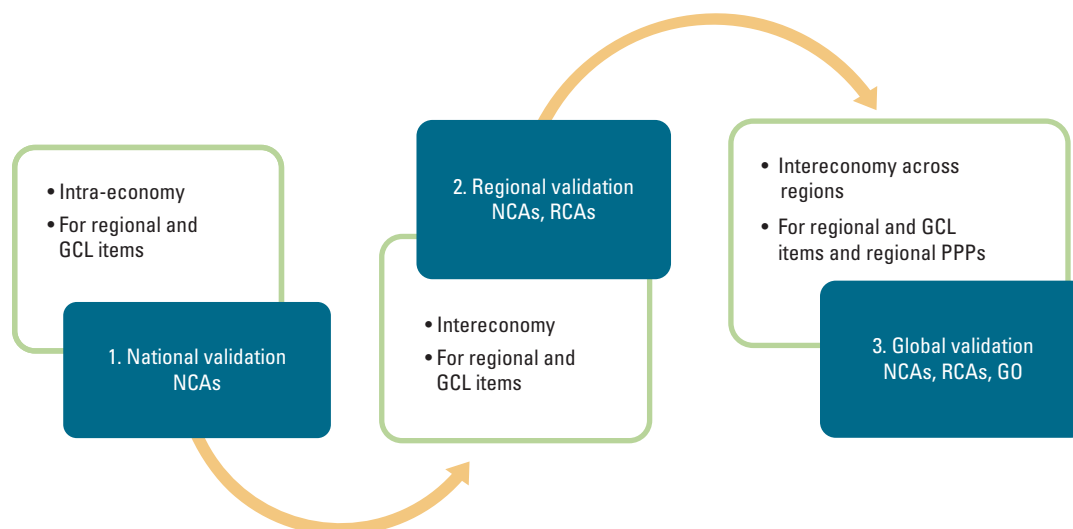 • Intra-economy
• For regional and
GCL items
1. National validation
NCAs
2. Regional validation
NCAs, RCAs
• Intereconomy
• For regional and
GCL items
• Intereconomy across
regions
• For regional and GCL
items and regional PPPs
3. Global validation
NCAs, RCAs, GO